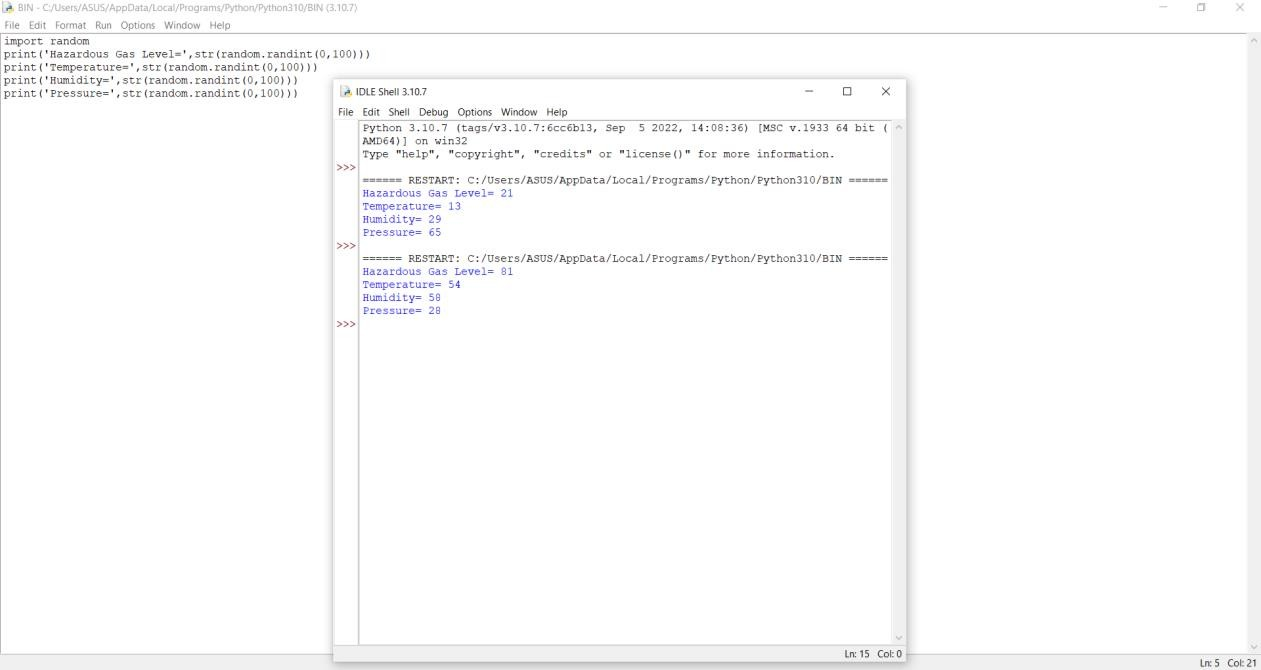 BIN - C:/Users/ASUS/AppData/Local/Programs/Python/Python310/BIN (3.10.7)
File Edit Format Run Options Window Help
import random
print('Hazardous Gas Level=',str(random.randint(0,100)))
print('Temperature=',str(random.randint(0,100)))
print('Humidity=',str(random.randint(0,100)))
print('Pressure=',str(random.randint(0,100)))
IDLE Shell 3.10.7
File Edit Shell Debug Options Window Help
Python 3.10.7 (tags/v3.10.7:6cc6b13, Sep  5 2022, 14:08:36) [MSC v.1933 64 bit (
AMD64)] on win32
Type "help", "copyright", "credits" or "license()" for more information.
>>>
====== RESTART: C:/Users/ASUS/AppData/Local/Programs/Python/Python310/BIN ======
Hazardous Gas Level= 21
Temperature= 13
Humidity= 29
Pressure= 65
>>>
====== RESTART: C:/Users/ASUS/AppData/Local/Programs/Python/Python310/BIN ======
Hazardous Gas Level= 81
Temperature= 54
Humidity= 58
Pressure= 28
>>>
Ln: 15 Col: 0
Ln: 5 Col: 21